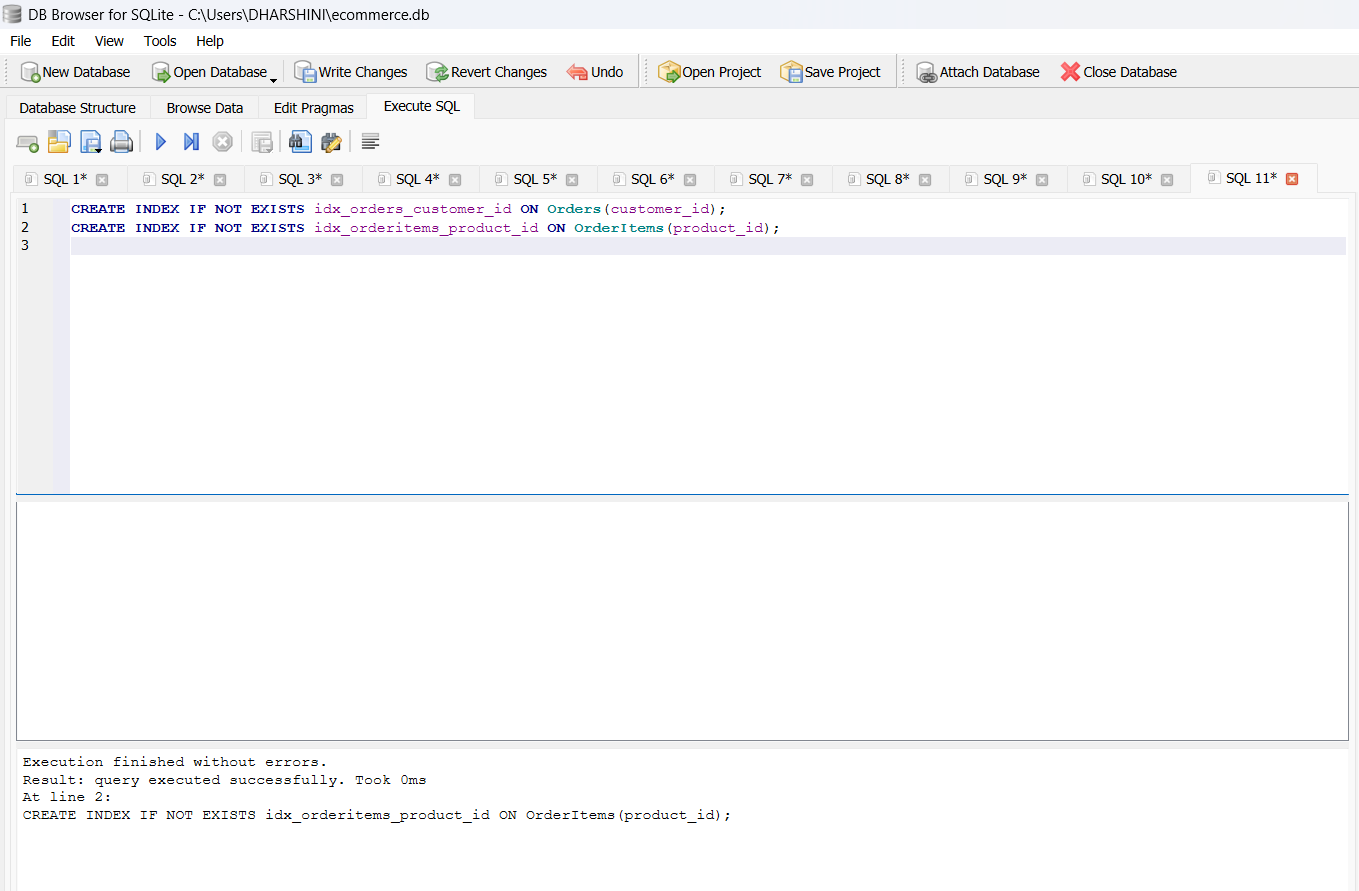 DB Browser for SQLite - C:\Users\DHARSHINI\ecommerce.db
File Edit View Tools Help
New Database Open Database Write Changes Revert Changes Undo Open Project Save Project Attach Database Close Database
Database Structure Browse Data Edit Pragmas Execute SQL
SQL 1* SQL 2* SQL 3* SQL 4* SQL 5* SQL 6* SQL 7* SQL 8* SQL 9* SQL 10* SQL 11*
1 CREATE INDEX IF NOT EXISTS idx_orders_customer_id ON Orders(customer_id);
2 CREATE INDEX IF NOT EXISTS idx_orderitems_product_id ON OrderItems(product_id);
3
Execution finished without errors.
Result: query executed successfully. Took 0ms
At line 2:
CREATE INDEX IF NOT EXISTS idx_orderitems_product_id ON OrderItems(product_id);